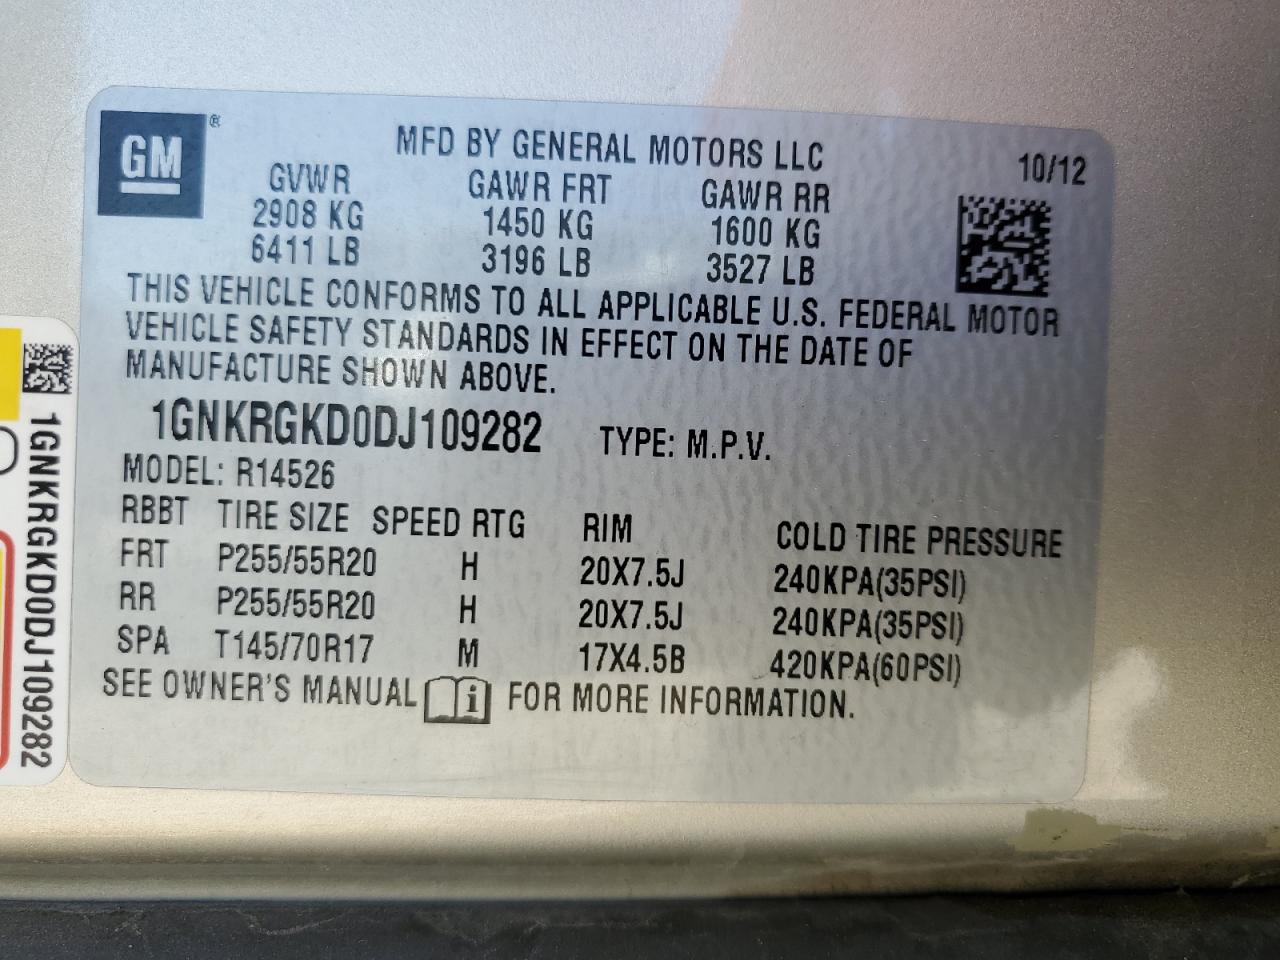 GM ®
MFD BY GENERAL MOTORS LLC 10/12
GVWR GAWR FRT GAWR RR
2908 KG 1450 KG 1600 KG
6411 LB 3196 LB 3527 LB
THIS VEHICLE CONFORMS TO ALL APPLICABLE U.S. FEDERAL MOTOR
VEHICLE SAFETY STANDARDS IN EFFECT ON THE DATE OF
MANUFACTURE SHOWN ABOVE.
1GNKRGKD0DJ109282 TYPE: M.P.V.
MODEL: R14526
RBBT TIRE SIZE SPEED RTG RIM COLD TIRE PRESSURE
FRT P255/55R20 H 20X7.5J 240KPA(35PSI)
RR P255/55R20 H 20X7.5J 240KPA(35PSI)
SPA T145/70R17 M 17X4.5B 420KPA(60PSI)
SEE OWNER'S MANUAL i FOR MORE INFORMATION.
1GNKRGKD0DJ109282